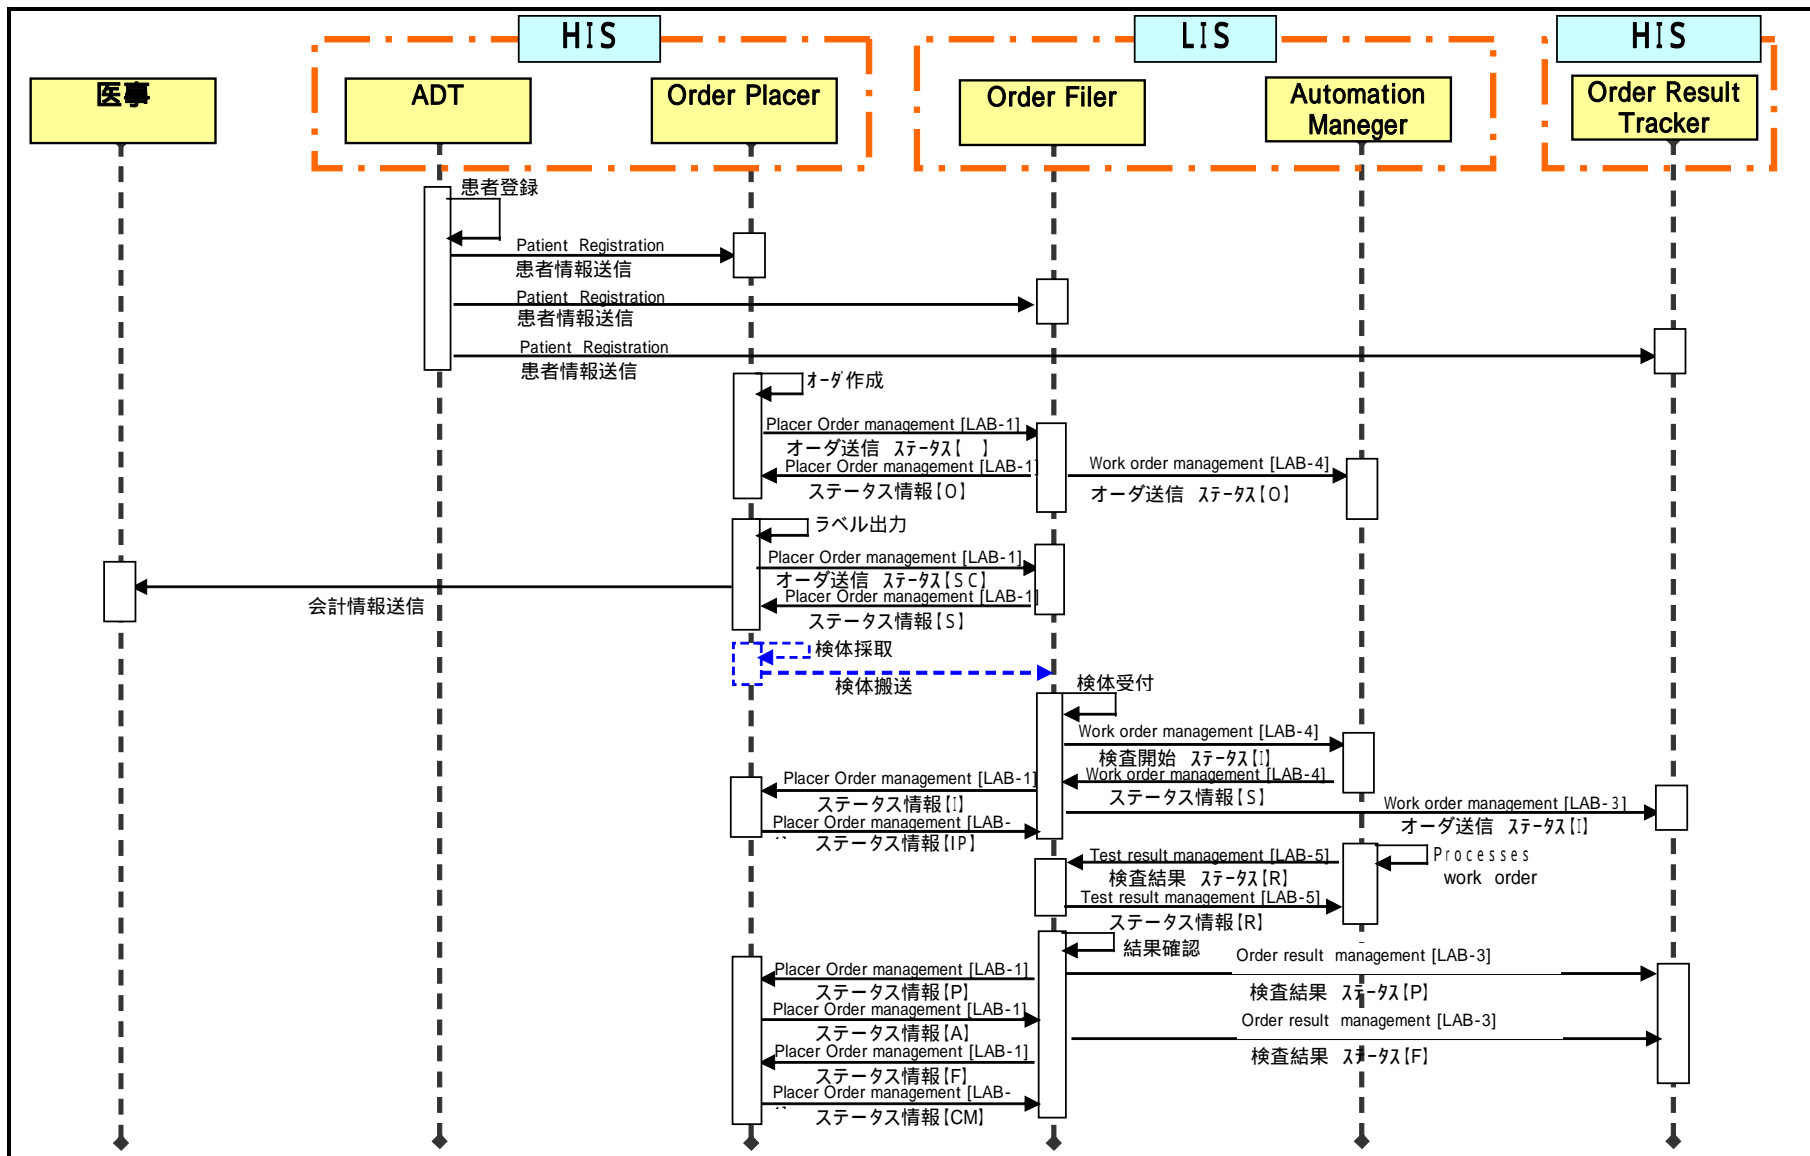 HIS
LIS
HIS
医事
ADT
Order Placer
Order Filer
Automation
Maneger
Order Result
Tracker
患者登録
Patient Registration
患者情報送信
Patient Registration
患者情報送信
Patient Registration
患者情報送信
ｵｰﾀﾞ作成
Placer Order management [LAB-1]
オーダ送信 ｽﾃｰﾀｽ【 】
Placer Order management [LAB-1]
ステータス情報【O】
Work order management [LAB-4]
オーダ送信 ｽﾃｰﾀｽ【O】
ラベル出力
Placer Order management [LAB-1]
オーダ送信 ｽﾃｰﾀｽ【SC】
Placer Order management [LAB-1]
ステータス情報【S】
会計情報送信
検体採取
検体搬送
検体受付
Work order management [LAB-4]
検査開始 ｽﾃｰﾀｽ【I】
Work order management [LAB-4]
ステータス情報【S】
Placer Order management [LAB-1]
ステータス情報【I】
Placer Order management [LAB-
ステータス情報【IP】
Work order management [LAB-3]
オーダ送信 ｽﾃｰﾀｽ【I】
Processes
work order
Test result management [LAB-5]
検査結果 ｽﾃｰﾀｽ【R】
Test result management [LAB-5]
ステータス情報【R】
結果確認
Order result management [LAB-3]
検査結果 ｽﾃｰﾀｽ【P】
Placer Order management [LAB-1]
ステータス情報【P】
Placer Order management [LAB-1]
ステータス情報【A】
Order result management [LAB-3]
検査結果 ｽﾃｰﾀｽ【F】
Placer Order management [LAB-1]
ステータス情報【F】
Placer Order management [LAB-
ステータス情報【CM】